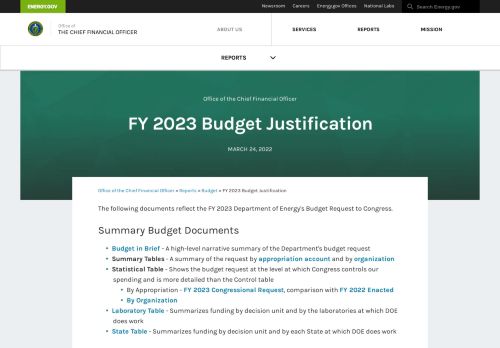 ENERGY.GOV
Newsroom Careers Energy.gov Offices National Labs Search Energy.gov
Office of
THE CHIEF FINANCIAL OFFICER
ABOUT US SERVICES REPORTS MISSION
REPORTS
Office of the Chief Financial Officer
FY 2023 Budget Justification
MARCH 24, 2022
Office of the Chief Financial Officer » Reports » Budget » FY 2023 Budget Justification
The following documents reflect the FY 2023 Department of Energy's Budget Request to Congress.
Summary Budget Documents
• Budget in Brief - A high-level narrative summary of the Department's budget request
• Summary Tables - A summary of the request by appropriation account and by organization
• Statistical Table - Shows the budget request at the level at which Congress controls our
spending and is more detailed than the Control table
• By Appropriation - FY 2023 Congressional Request, comparison with FY 2022 Enacted
• By Organization
• Laboratory Table - Summarizes funding by decision unit and by the laboratories at which DOE
does work
• State Table - Summarizes funding by decision unit and by each State at which DOE does work